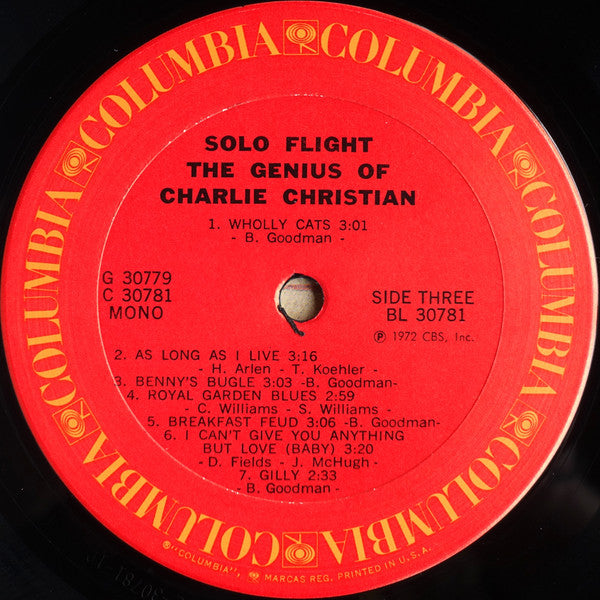 COLUMBIA COLUMBIA COLUMBIA COLUMBIA COLUMBIA COLUMBIA
SOLO FLIGHT
THE GENIUS OF
CHARLIE CHRISTIAN
1. WHOLLY CATS 3:01
- B. Goodman -
G 30779
C 30781
MONO
SIDE THREE
BL 30781
Ⓟ 1972 CBS, Inc.
2. AS LONG AS I LIVE 3:16
- H. Arlen - T. Koehler -
3. BENNY'S BUGLE 3:03 -B. Goodman-
4. ROYAL GARDEN BLUES 2:59
- C. Williams - S. Williams -
5. BREAKFAST FEUD 3:06 -B. Goodman-
6. I CAN'T GIVE YOU ANYTHING
BUT LOVE (BABY) 3:20
- D. Fields - J. McHugh -
7. GILLY 2:33
- B. Goodman -
®"COLUMBIA", MARCAS REG. PRINTED IN U.S.A.